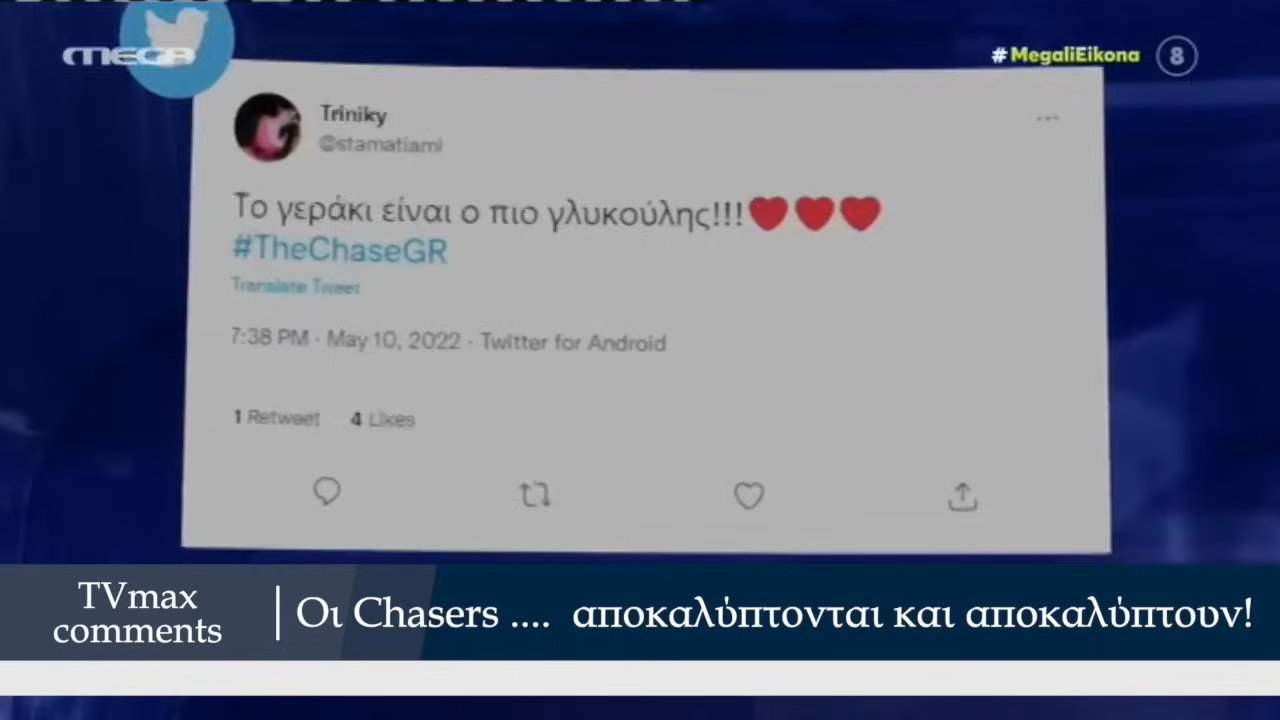 MEGA
#MegaliEikona 8
Triniky
@stamatiami
Το γεράκι είναι ο πιο γλυκούλης!!!❤❤❤
#TheChaseGR
Translate Tweet
7:38 PM · May 10, 2022 · Twitter for Android
1 Retweet 4 Likes
TVmax
comments
Οι Chasers .... αποκαλύπτονται και αποκαλύπτουν!